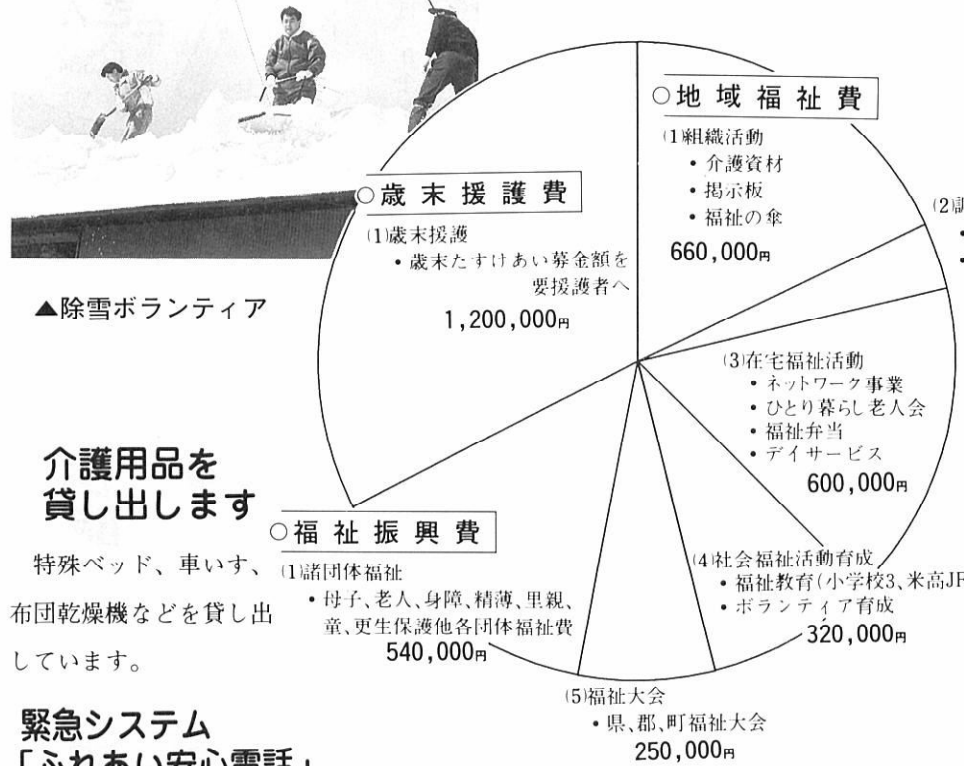 ▲除雪ボランティア
介護用品を
貸し出します
特殊ベッド、車いす、
布団乾燥機などを貸し出
しています。
緊急システム
「ふれあい安心電話」
○歳末援護費
(1)歳末援護
・歳末たすけあい募金額を
要援護者へ
1,200,000円
○地域福祉費
(1)組織活動
・介護資材
・掲示板
・福祉の傘
660,000円
(2)
(3)在宅福祉活動
・ネットワーク事業
・ひとり暮らし老人会
・福祉弁当
・デイサービス
600,000円
(4)社会福祉活動育成
・福祉教育(小学校3、米高JR
・ボランティア育成
320,000円
(5)福祉大会
・県、郡、町福祉大会
250,000円
○福祉振興費
(1)諸団体福祉
・母子、老人、身障、精薄、里親、
童、更生保護他各団体福祉費
540,000円